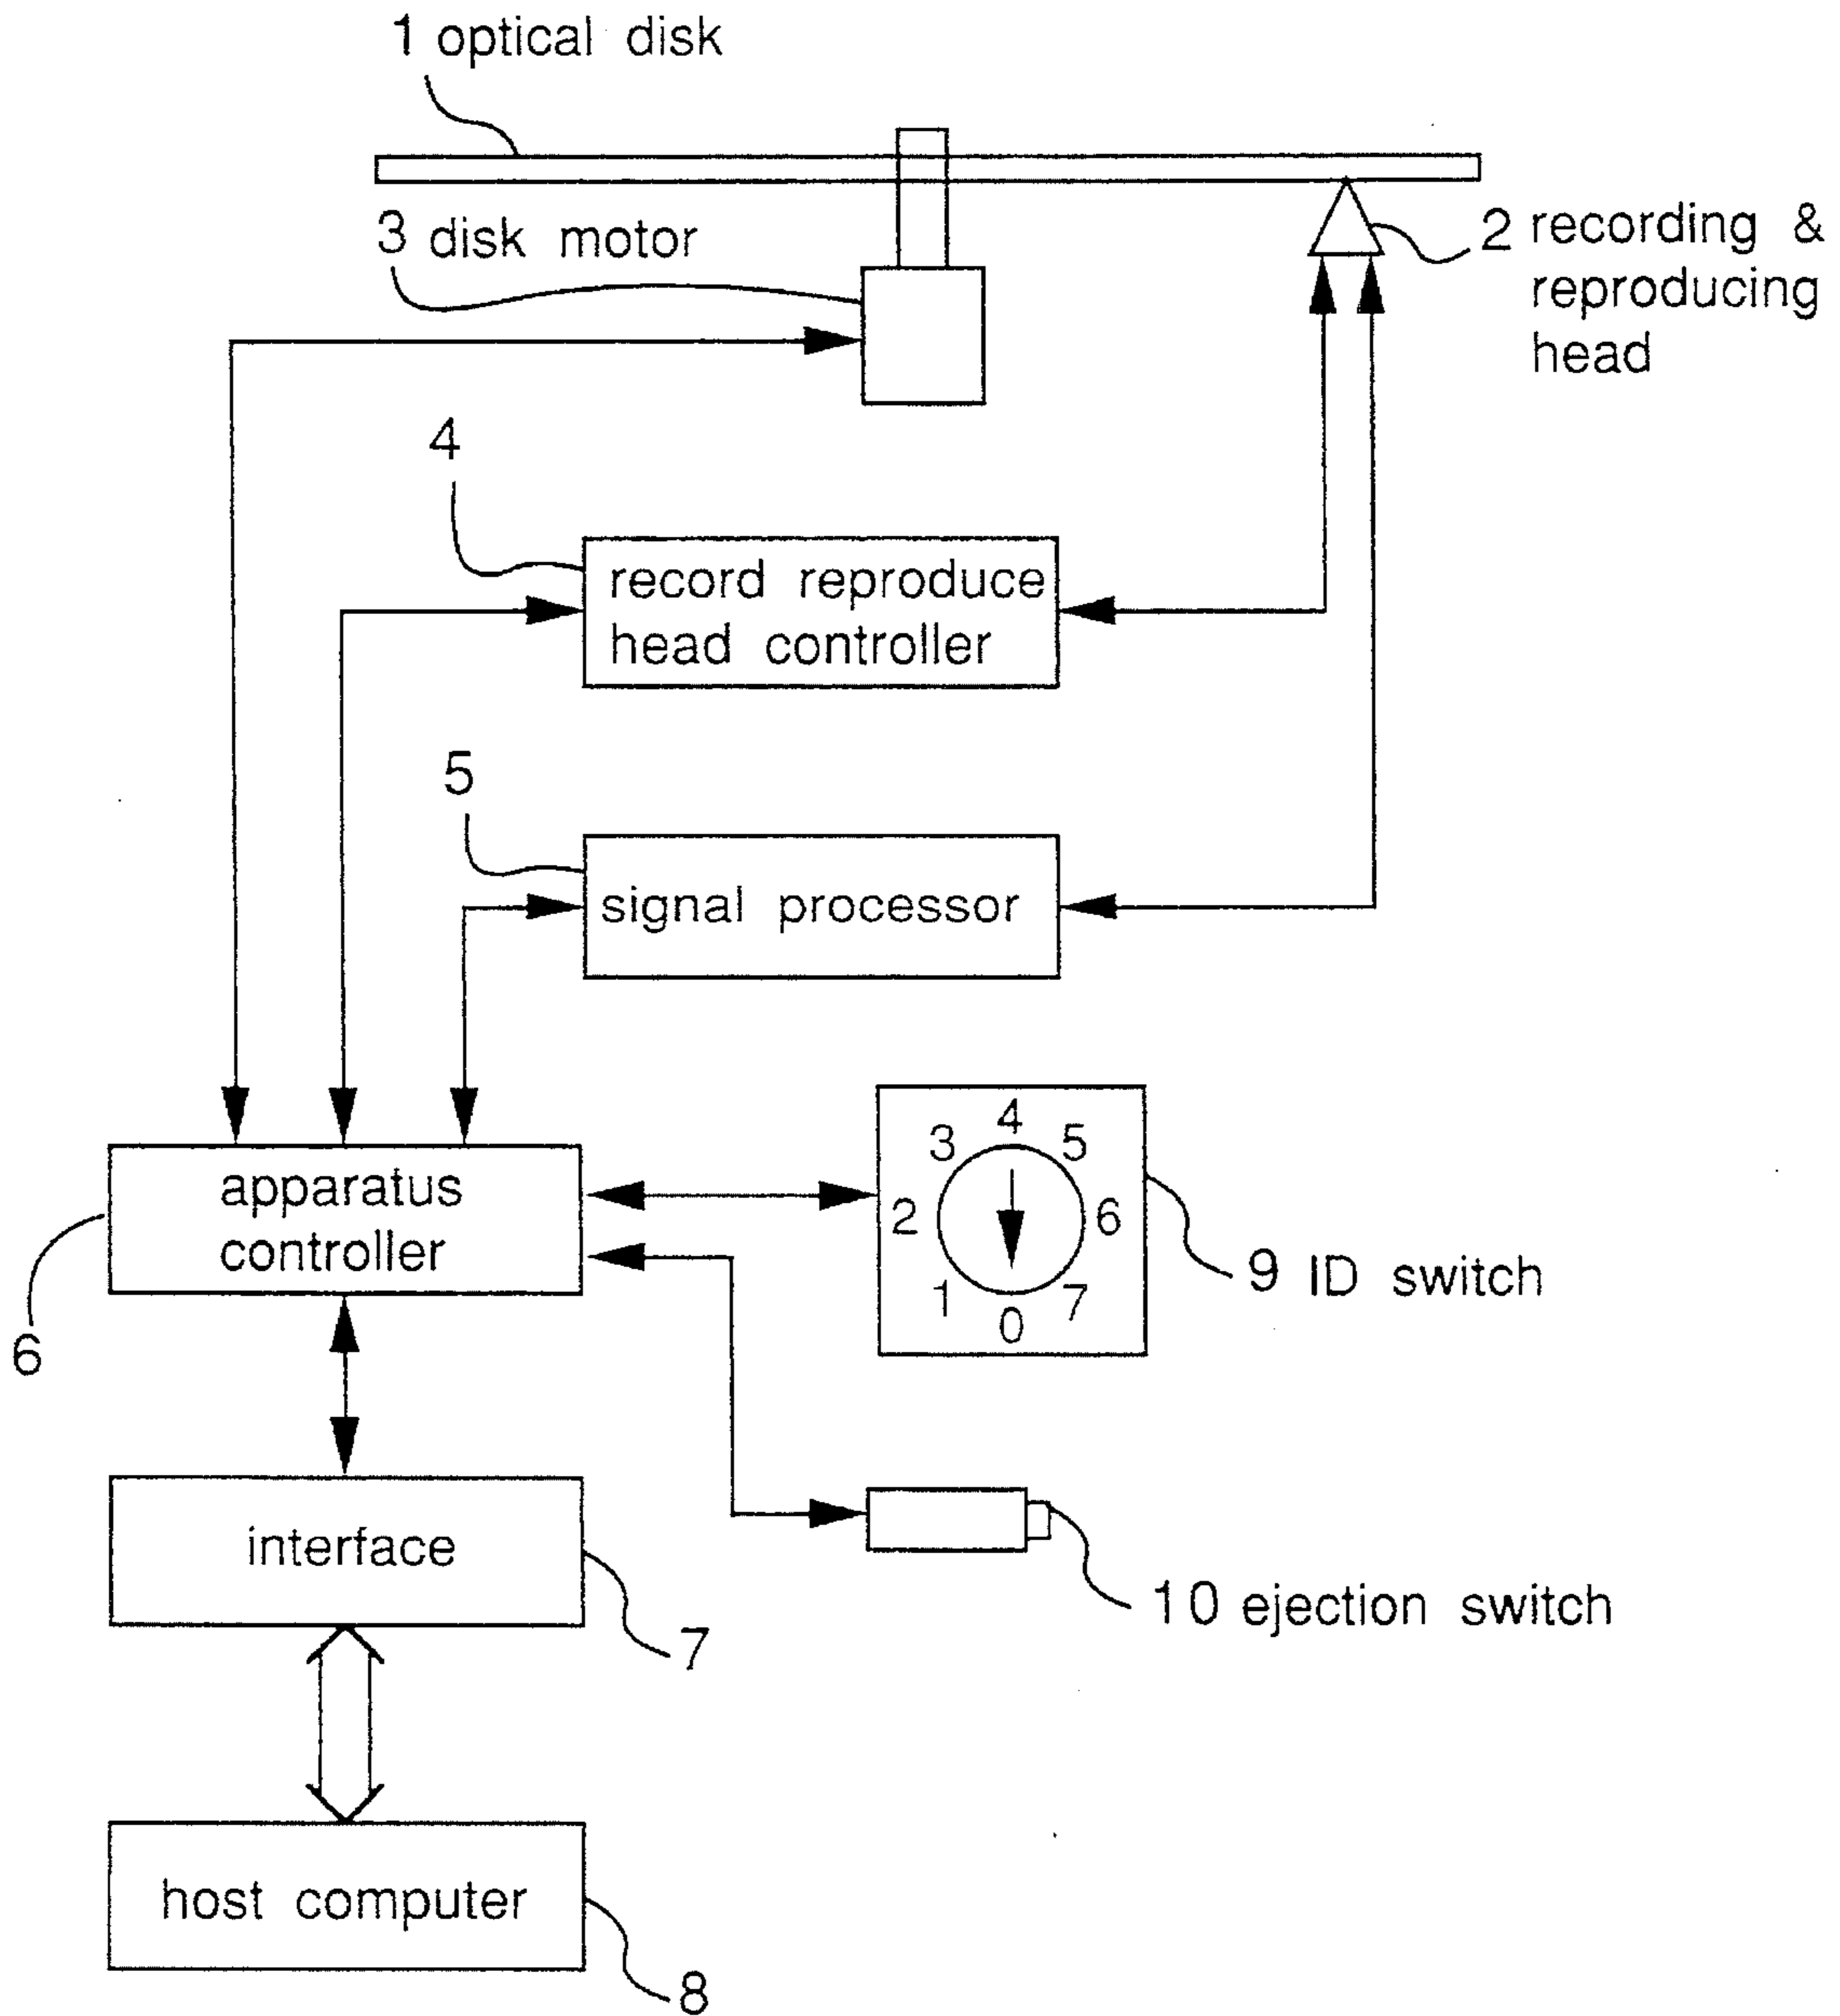 1 optical disk
3 disk motor
2 recording &
reproducing
head
4
record reproduce
head controller
5
signal processor
4
3 5
2 6
1 7
0
9 ID switch
apparatus
controller
6
interface
7
10 ejection switch
host computer
8